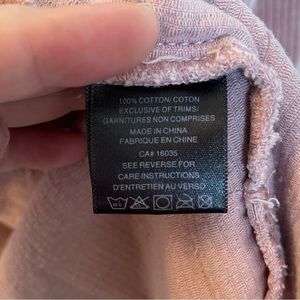 100% COTTON/ COTON
EXCLUSIVE OF TRIMS/
GARNITURES NON COMPRISES
MADE IN CHINA
FABRIQUE EN CHINE
CA# 16035
SEE REVERSE FOR
CARE INSTRUCTIONS
D'ENTRETIEN AU VERSO